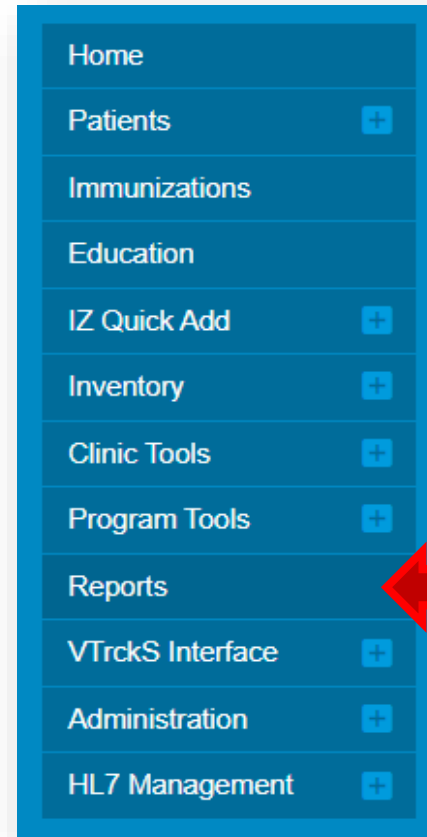 Home
Patients
Immunizations
Education
IZ Quick Add
Inventory
Clinic Tools
Program Tools
Reports
VTrckS Interface
Administration
HL7 Management